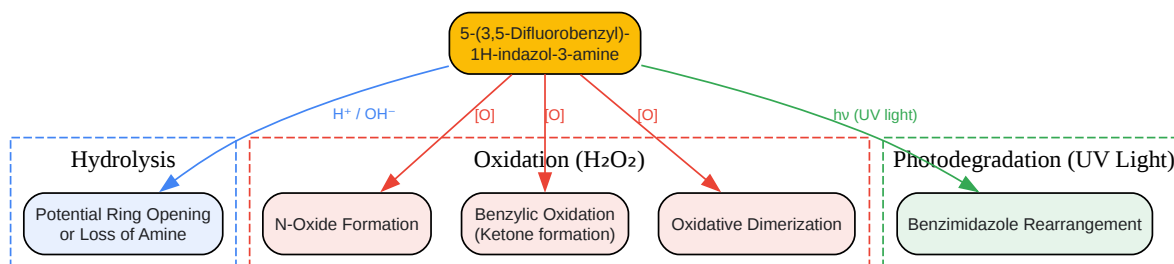 5-(3,5-Difluorobenzyl)-
1H-indazol-3-amine
H⁺ / OH⁻
[O]
[O]
[O]
hν (UV light)
Hydrolysis
Oxidation (H₂O₂)
Photodegradation (UV Light)
Potential Ring Opening
or Loss of Amine
N-Oxide Formation
Benzylic Oxidation
(Ketone formation)
Oxidative Dimerization
Benzimidazole Rearrangement